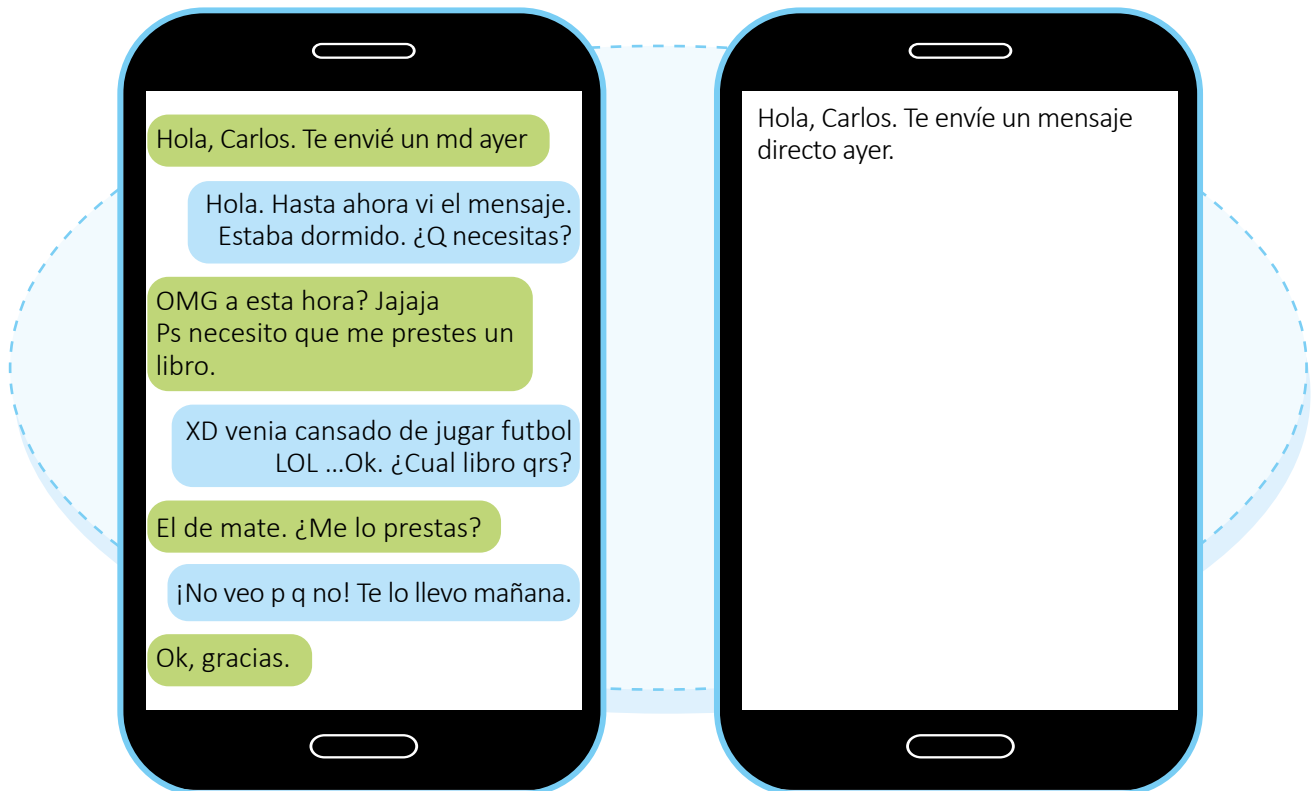 Hola, Carlos. Te envié un md ayer
Hola. Hasta ahora vi el mensaje.
Estaba dormido. ¿Q necesitas?
OMG a esta hora? Jajaja
Ps necesito que me prestes un
libro.
XD venia cansado de jugar futbol
LOL ...Ok. ¿Cual libro qrs?
El de mate. ¿Me lo prestas?
¡No veo p q no! Te lo llevo mañana.
Ok, gracias.
Hola, Carlos. Te envíe un mensaje
directo ayer.